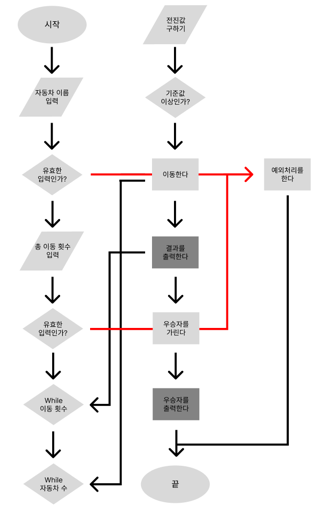 시작
자동차 이름
입력
유효한
입력인가?
총 이동 횟수
입력
유효한
입력인가?
While
이동 횟수
While
자동차 수
전진값
구하기
기준값
이상인가?
이동한다
결과를
출력한다
우승자를
가린다
우승자를
출력한다
끝
예외처리를
한다